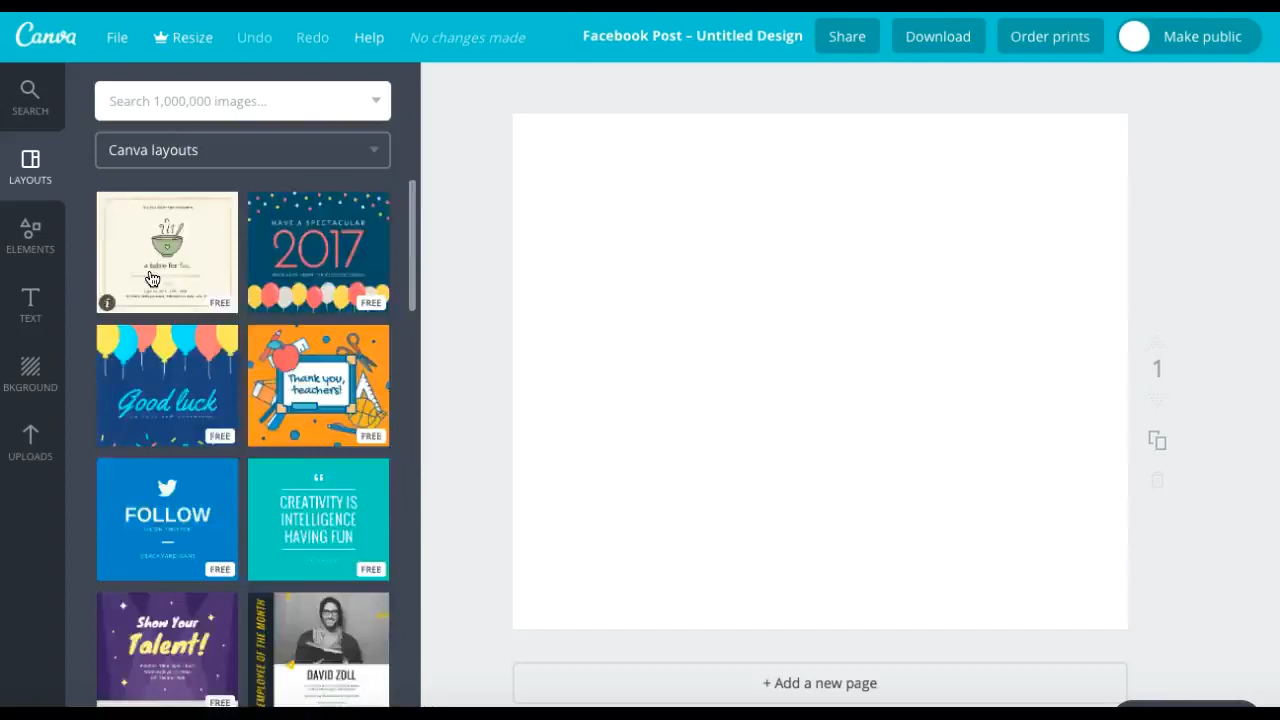 Canva
File
Resize
Undo
Redo
Help
No changes made
Facebook Post – Untitled Design
Share
Download
Order prints
Make public
SEARCH
LAYOUTS
ELEMENTS
TEXT
BKGROUND
UPLOADS
Search 1,000,000 images...
Canva layouts
a table for
FREE
HAVE A SPECTACULAR
2017
FREE
Good luck
FREE
Thank you,
teachers!
FREE
FOLLOW
FREE
“
CREATIVITY IS
INTELLIGENCE
HAVING FUN
FREE
Show Your
Talent!
FREE
EMPLOYEE OF THE MONTH
DAVID ZOLL
1
+ Add a new page